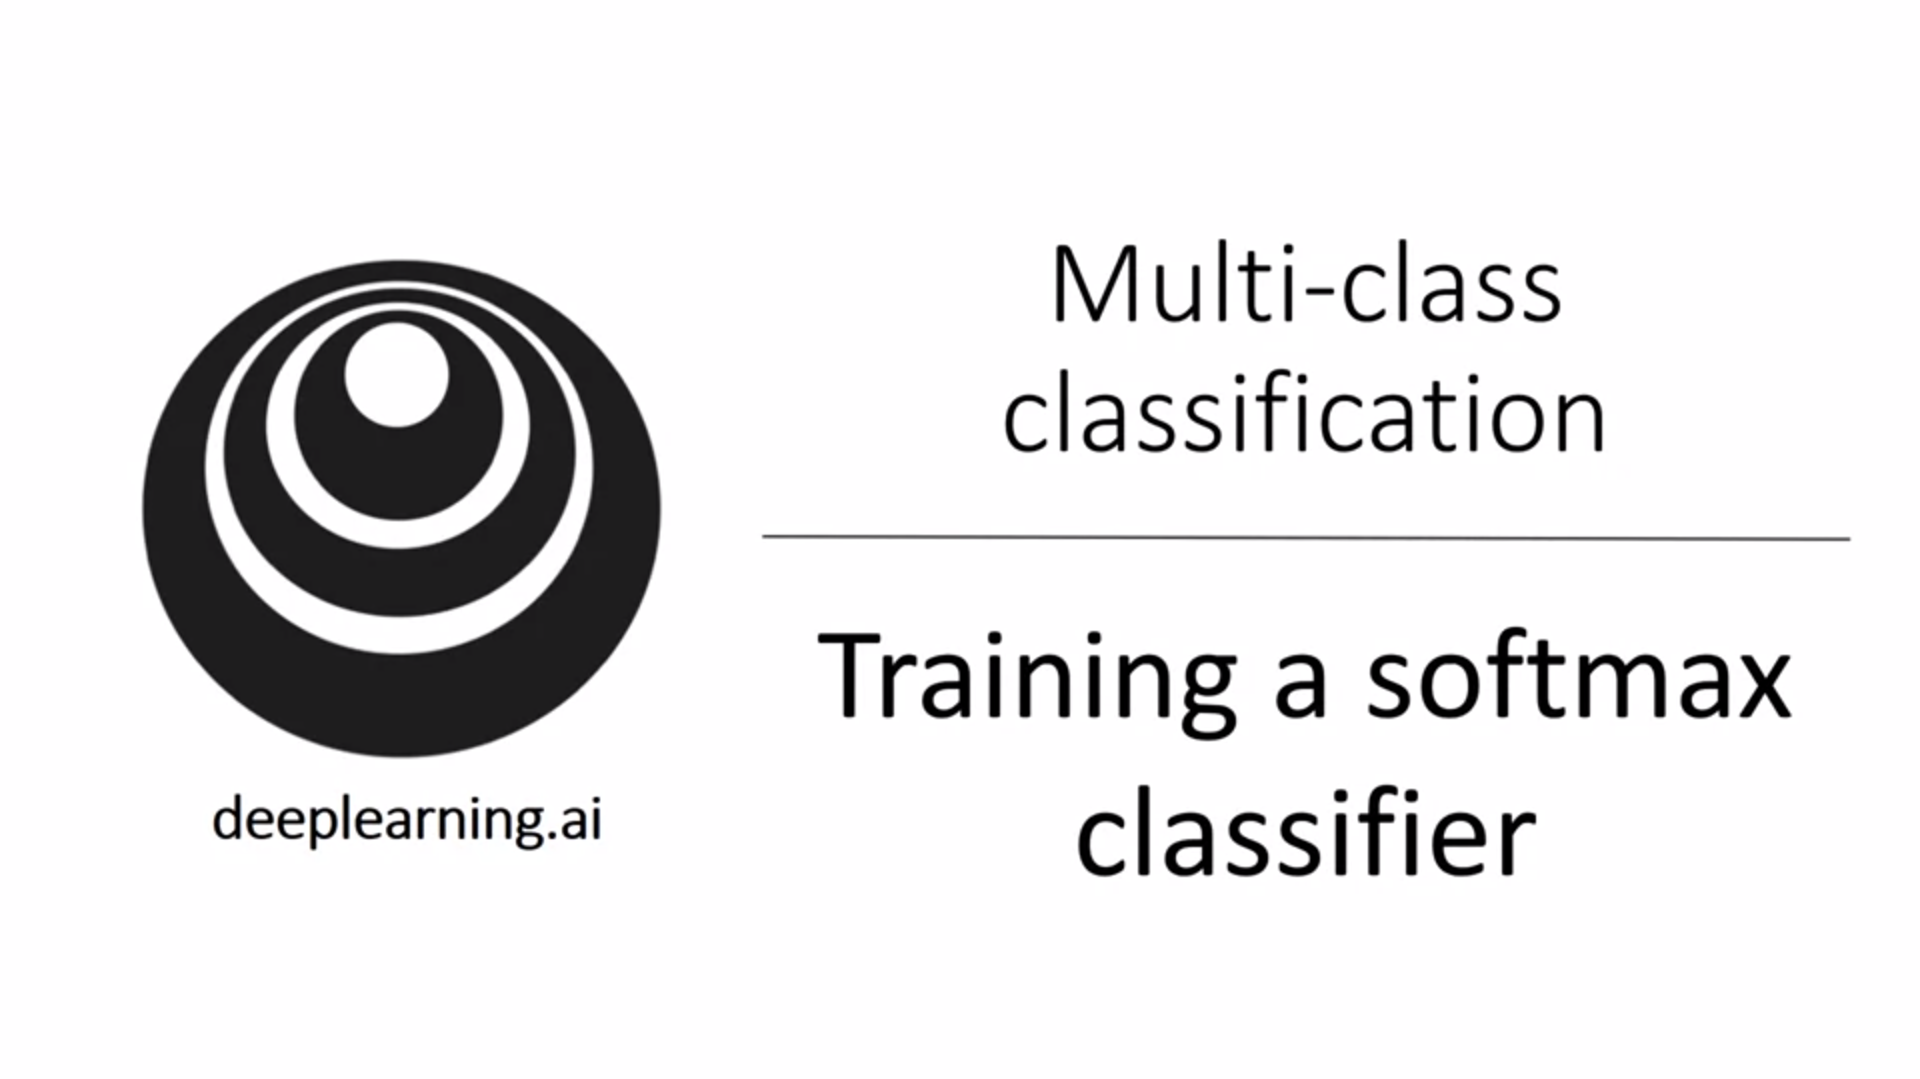 Multi-class
classification
Training a softmax
classifier
deeplearning.ai